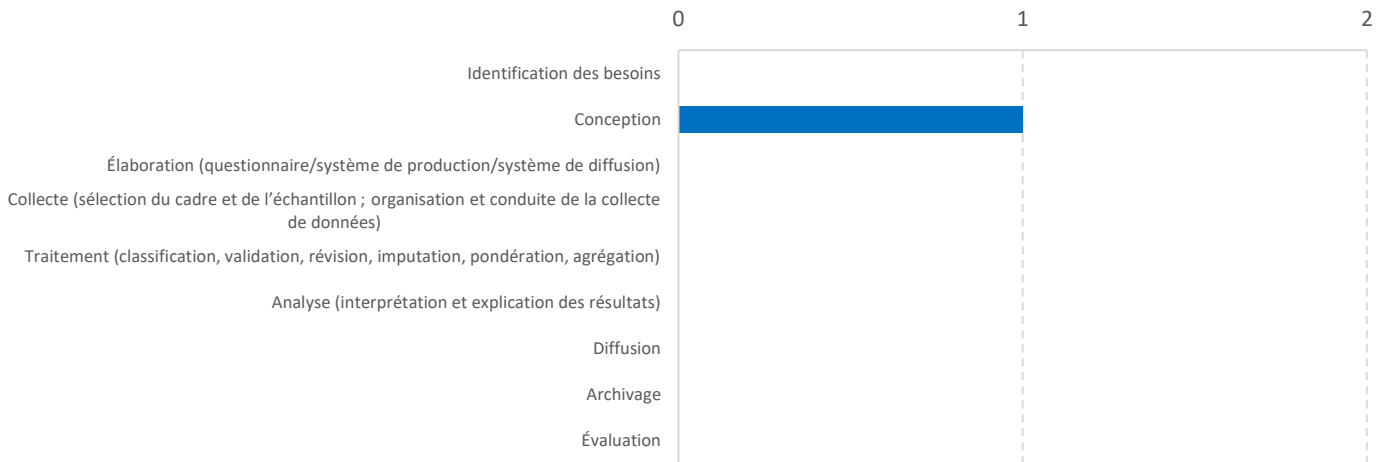 0 1 2
Identification des besoins
Conception
Élaboration (questionnaire/système de production/système de diffusion)
Collecte (sélection du cadre et de l’échantillon ; organisation et conduite de la collecte
de données)
Traitement (classification, validation, révision, imputation, pondération, agrégation)
Analyse (interprétation et explication des résultats)
Diffusion
Archivage
Évaluation